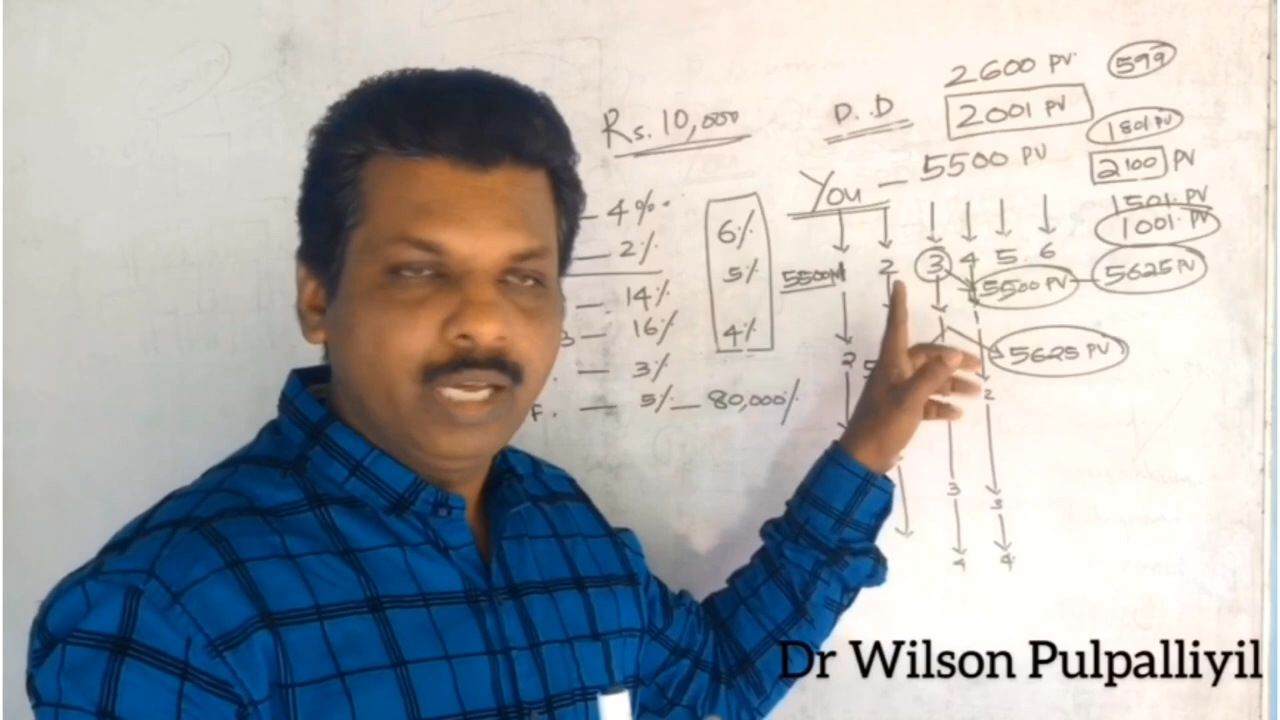 2600 PV 599
Rs. 10,000 D..D 2001 PV 1801 PV
You — 5500 PV 2100 PV
1501. PV
— 4%. 6% 1001. PV
— 2% 5% 5500 2 3 4 5. 6
— 14% 5500 PV — 5625 PV
— 16% 4% 5625 PV
— 3% 2
F. — 5% — 80,000% 2
3
4
Dr Wilson Pulpalliyil